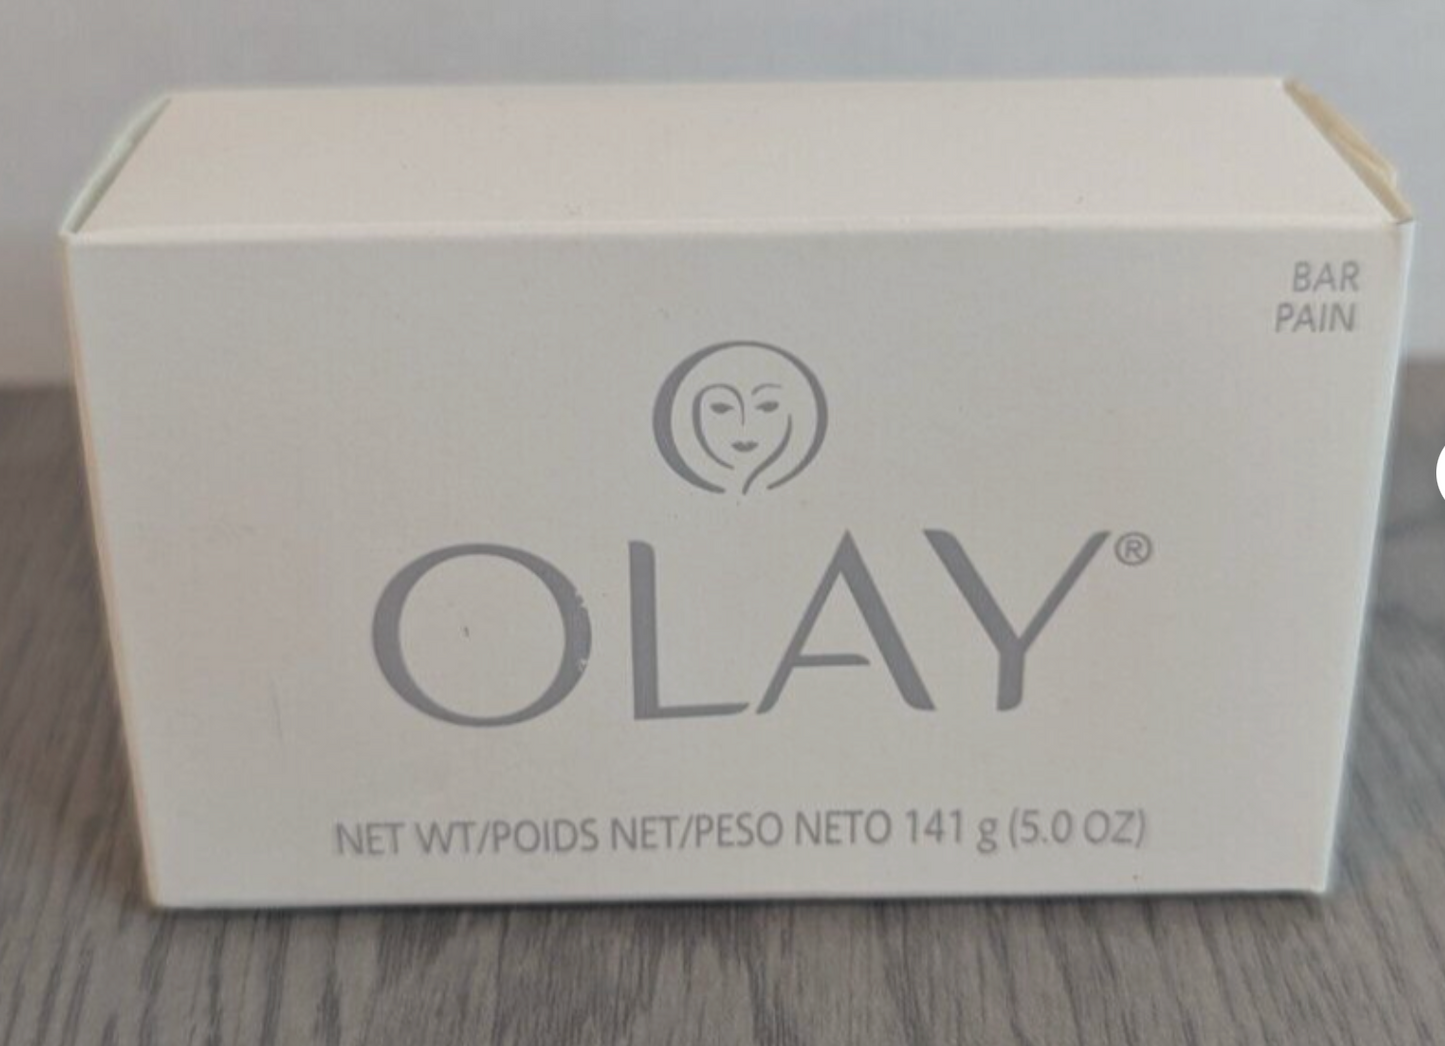 BAR
PAIN
OLAY®
NET WT/POIDS NET/PESO NETO 141 g (5.0 OZ)